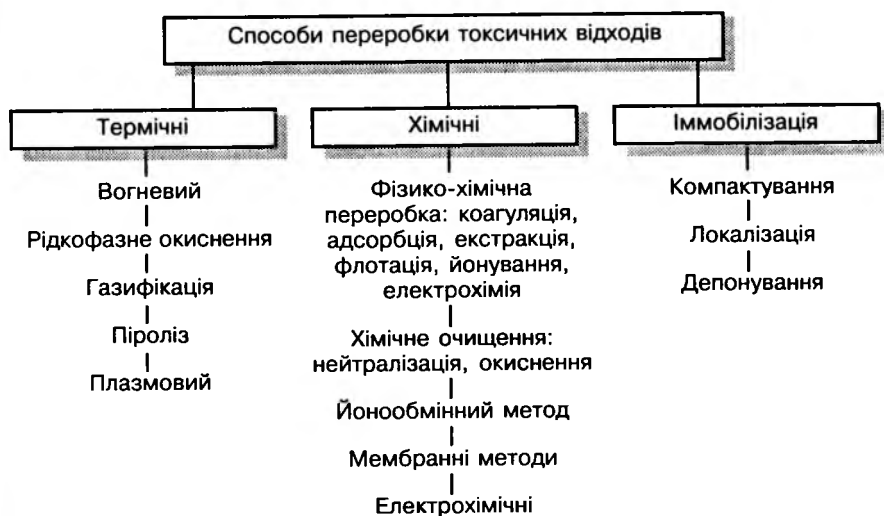 Способи переробки токсичних відходів
Термічні
Вогневий
Рідкофазне окиснення
Газифікація
Піроліз
Плазмовий
Хімічні
Фізико-хімічна
переробка: коагуляція,
адсорбція, екстракція,
флотація, йонування,
електрохімія
Хімічне очищення:
нейтралізація, окиснення
Йонообмінний метод
Мембранні методи
Електрохімічні
Іммобілізація
Компактування
Локалізація
Депонування